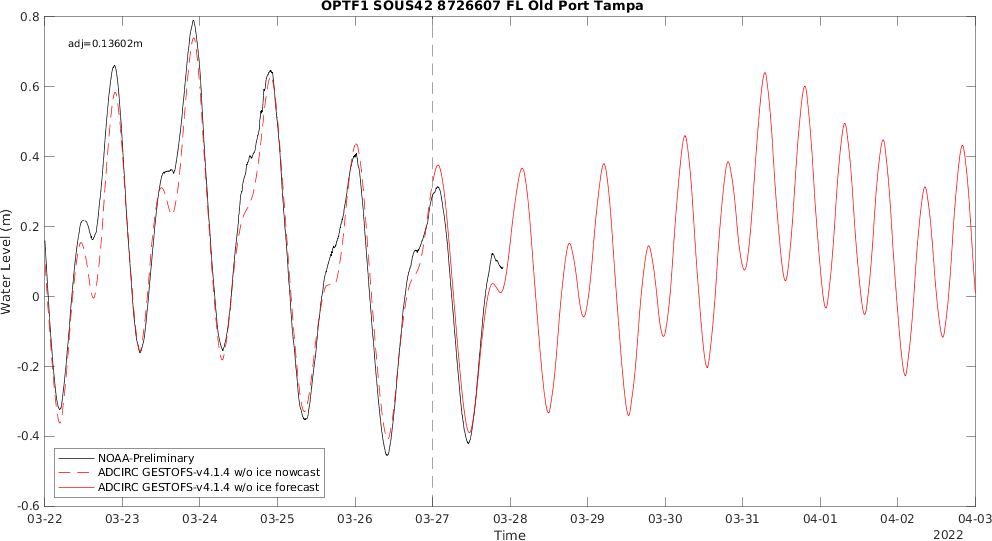 OPTF1 SOUS42 8726607 FL Old Port Tampa
adj=0.13602m
0.8
0.6
0.4
0.2
0
-0.2
-0.4
-0.6
Water Level (m)
NOAA-Preliminary
ADCIRC GESTOFS-v4.1.4 w/o ice nowcast
ADCIRC GESTOFS-v4.1.4 w/o ice forecast
03-22 03-23 03-24 03-25 03-26 03-27 03-28 03-29 03-30 03-31 04-01 04-02 04-03
Time
2022